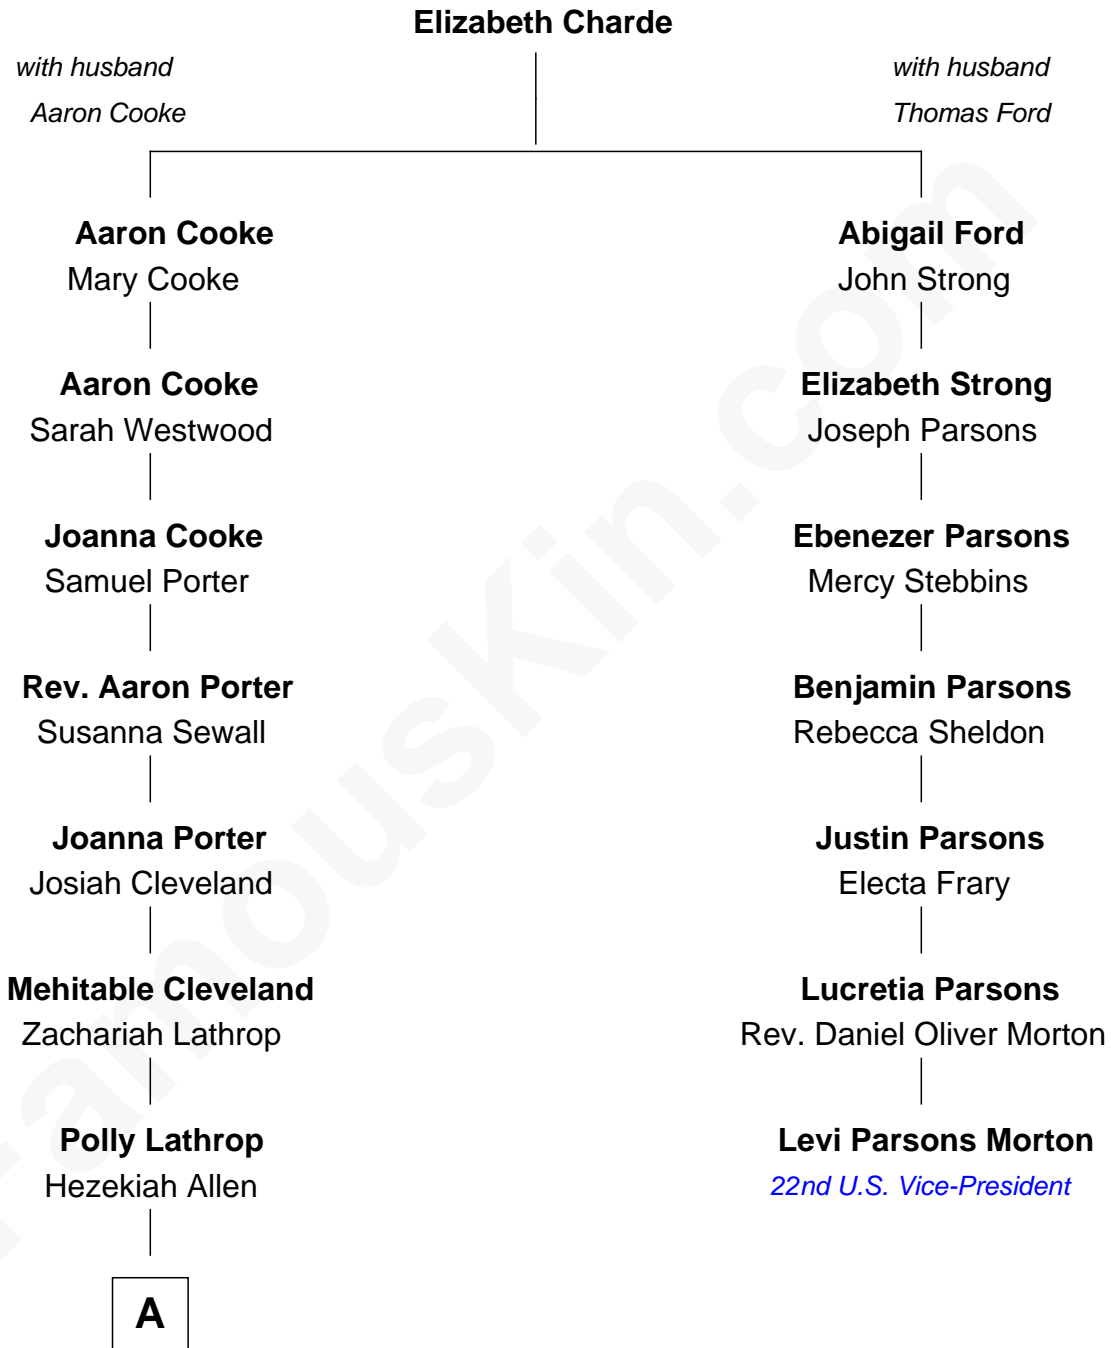 Elizabeth Charde
with husband
Aaron Cooke
with husband
Thomas Ford
Aaron Cooke
Mary Cooke
Abigail Ford
John Strong
Aaron Cooke
Sarah Westwood
Elizabeth Strong
Joseph Parsons
Joanna Cooke
Samuel Porter
Ebenezer Parsons
Mercy Stebbins
Rev. Aaron Porter
Susanna Sewall
Benjamin Parsons
Rebecca Sheldon
Joanna Porter
Josiah Cleveland
Justin Parsons
Electa Frary
Mehitable Cleveland
Zachariah Lathrop
Lucretia Parsons
Rev. Daniel Oliver Morton
Polly Lathrop
Hezekiah Allen
Levi Parsons Morton
22nd U.S. Vice-President
A
FamousKin.com